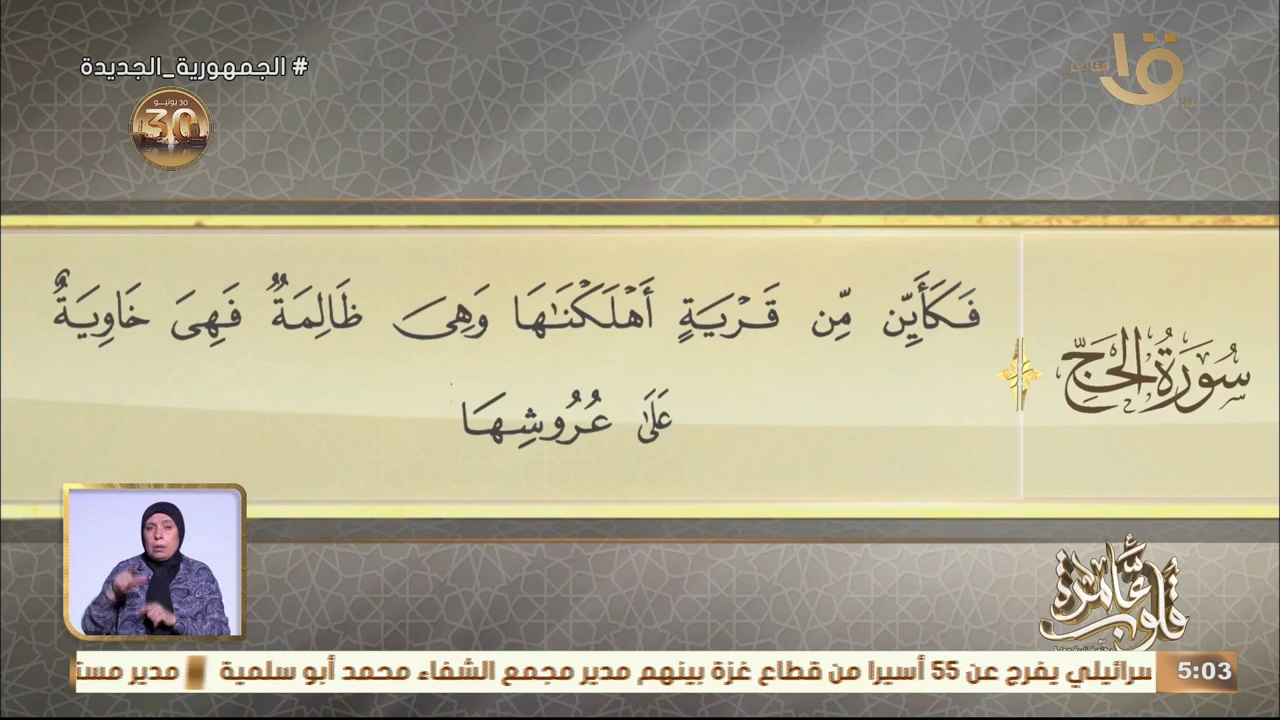 # الجمهورية_الجديدة
30 يونيو
30
فَكَأَيِّن مِّن قَرْيَةٍ أَهْلَكْنَٰهَا وَهِىَ ظَالِمَةٌ فَهِىَ خَاوِيَةٌ
عَلَىٰ عُرُوشِهَا
سُورَةُ الحَجِّ
قلوب عامرة
5:03
سرائيلي يفرج عن 55 أسيرا من قطاع غزة بينهم مدير مجمع الشفاء محمد أبو سلمية
مدير مست